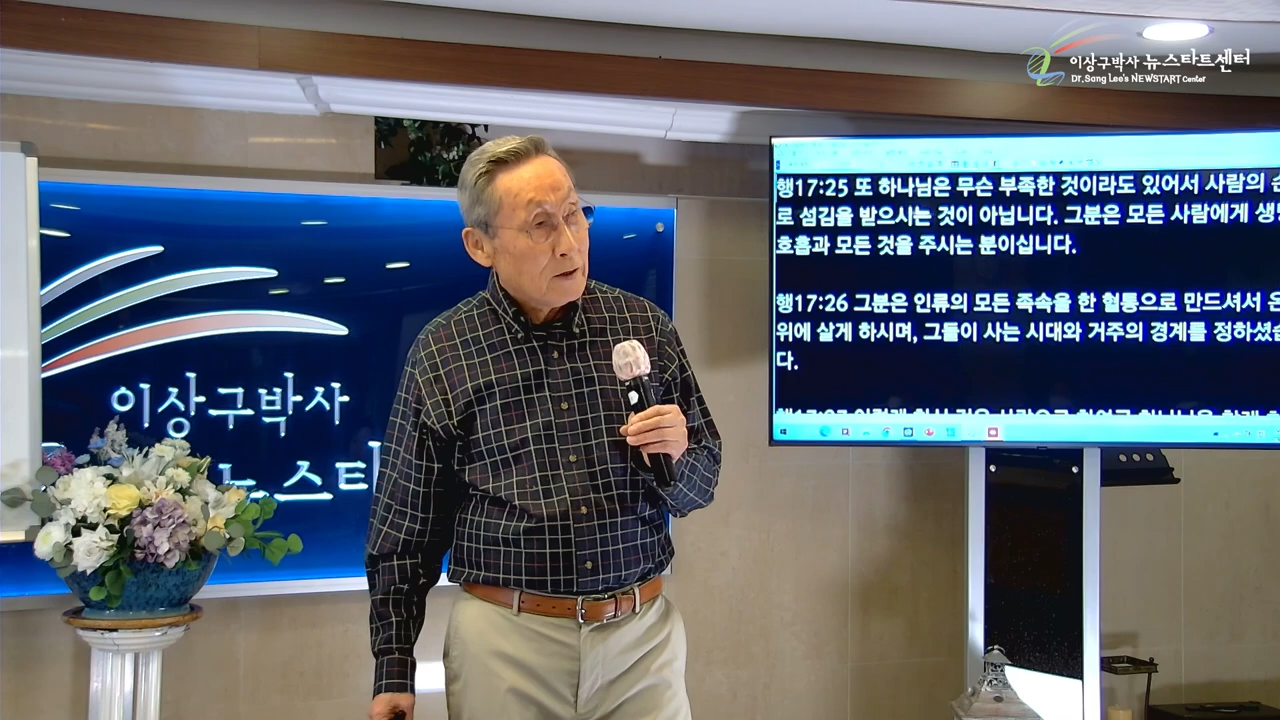 이상구박사 뉴스타트센터
Dr. Sang Lee's NEWSTART Center
행17:25 또 하나님은 무슨 부족한 것이라도 있어서 사람의
로 섬김을 받으시는 것이 아닙니다. 그분은 모든 사람에게
호흡과 모든 것을 주시는 분이십니다.
행17:26 그분은 인류의 모든 족속을 한 혈통으로 만드셔서
위에 살게 하시며, 그들이 사는 시대와 거주의 경계를
다.
이상구박사
뉴스타